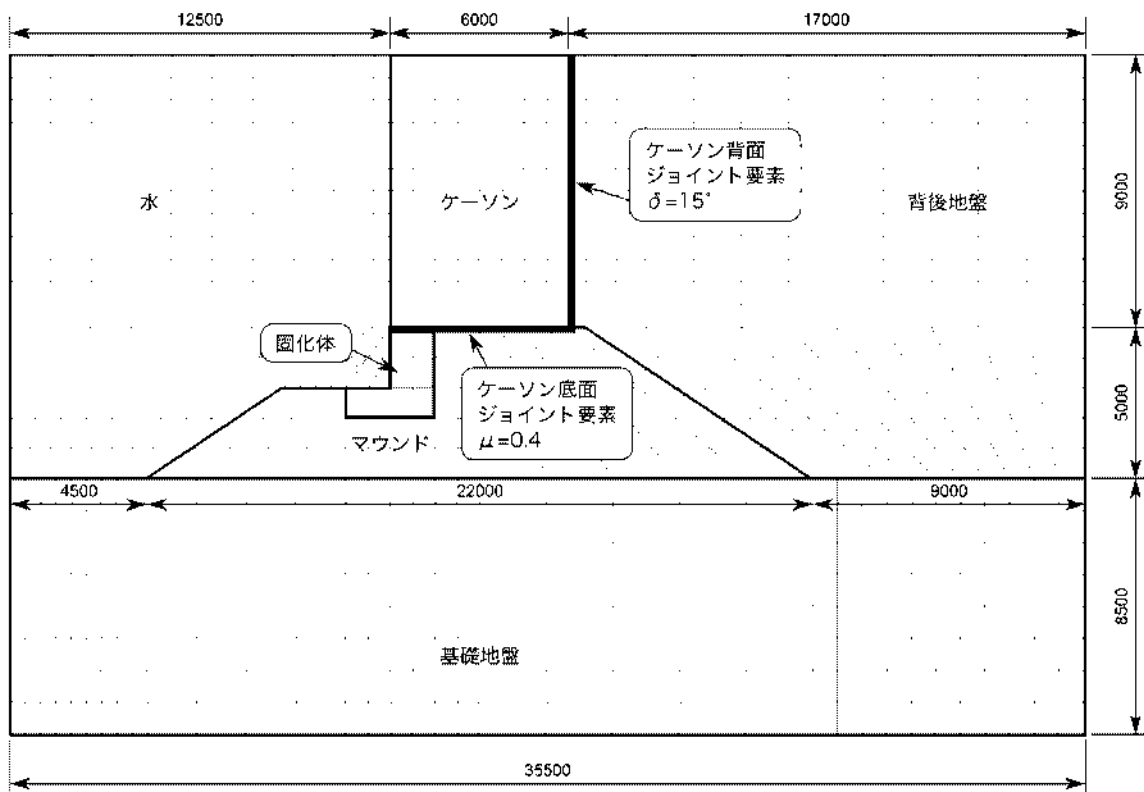 12500
6000
17000
水
ケーソン
ケーソン背面
ジョイント要素
δ=15°
背後地盤
9000
固化体
ケーソン底面
ジョイント要素
μ=0.4
マウンド
5000
4500
22000
9000
基礎地盤
8500
35500